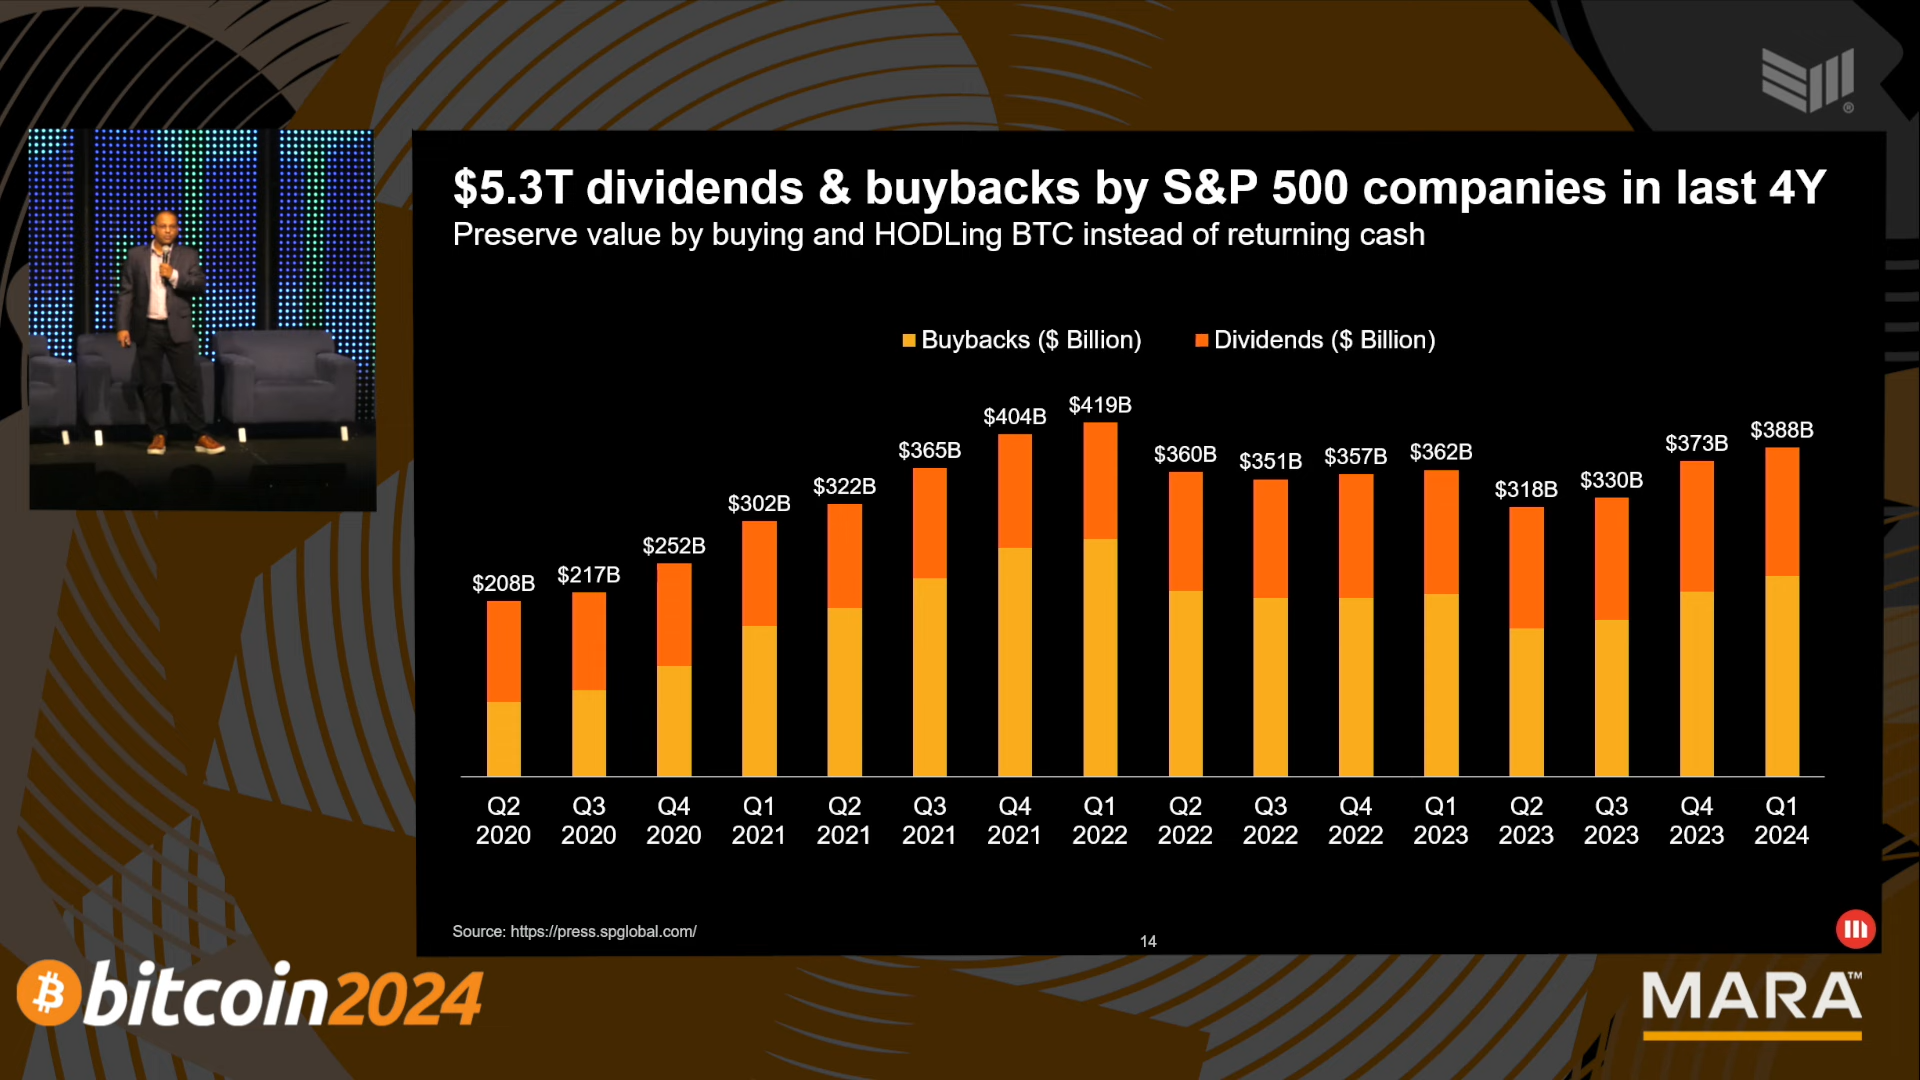 $5.3T dividends & buybacks by S&P 500 companies in last 4Y
Preserve value by buying and HODLing BTC instead of returning cash
Buybacks ($ Billion) Dividends ($ Billion)
$208B $217B $252B $302B $322B $365B $404B $419B $360B $351B $357B $362B $318B $330B $373B $388B
Q2 Q3 Q4 Q1 Q2 Q3 Q4 Q1 Q2 Q3 Q4 Q1 Q2 Q3 Q4 Q1
2020 2020 2020 2021 2021 2021 2021 2022 2022 2022 2022 2023 2023 2023 2023 2024
Source: https://press.spglobal.com/
14
bitcoin2024
MARA™